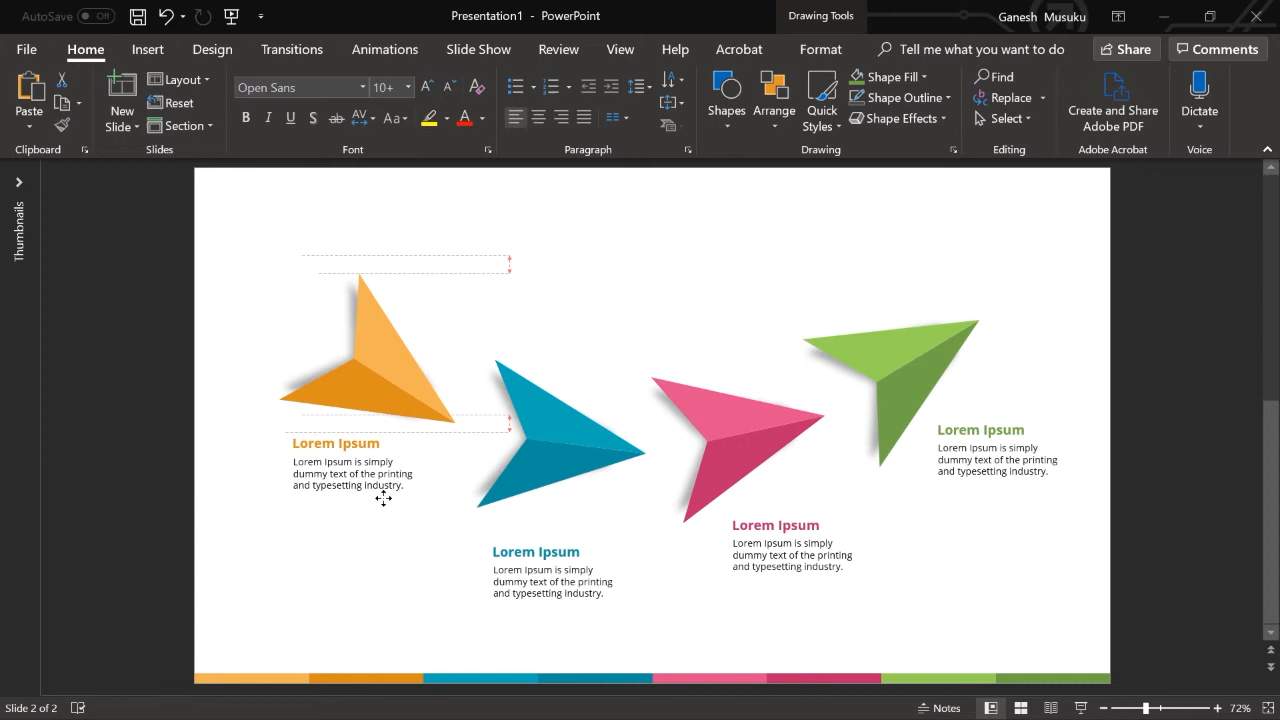 AutoSave Off
Presentation1 - PowerPoint
Drawing Tools
Ganesh Musuku
File Home Insert Design Transitions Animations Slide Show Review View Help Acrobat Format Tell me what you want to do Share Comments
Paste
Clipboard
New
Slide
Layout
Reset
Section
Slides
Open Sans 10+
B I U S ab AV Aa
Font
Paragraph
Shapes
Arrange
Quick
Styles
Shape Fill
Shape Outline
Shape Effects
Drawing
Find
Replace
Select
Editing
Create and Share
Adobe PDF
Adobe Acrobat
Dictate
Voice
Thumbnails
Lorem Ipsum
Lorem Ipsum is simply
dummy text of the printing
and typesetting industry.
Lorem Ipsum
Lorem Ipsum is simply
dummy text of the printing
and typesetting industry.
Lorem Ipsum
Lorem Ipsum is simply
dummy text of the printing
and typesetting industry.
Lorem Ipsum
Lorem Ipsum is simply
dummy text of the printing
and typesetting industry.
Slide 2 of 2
Notes
72%